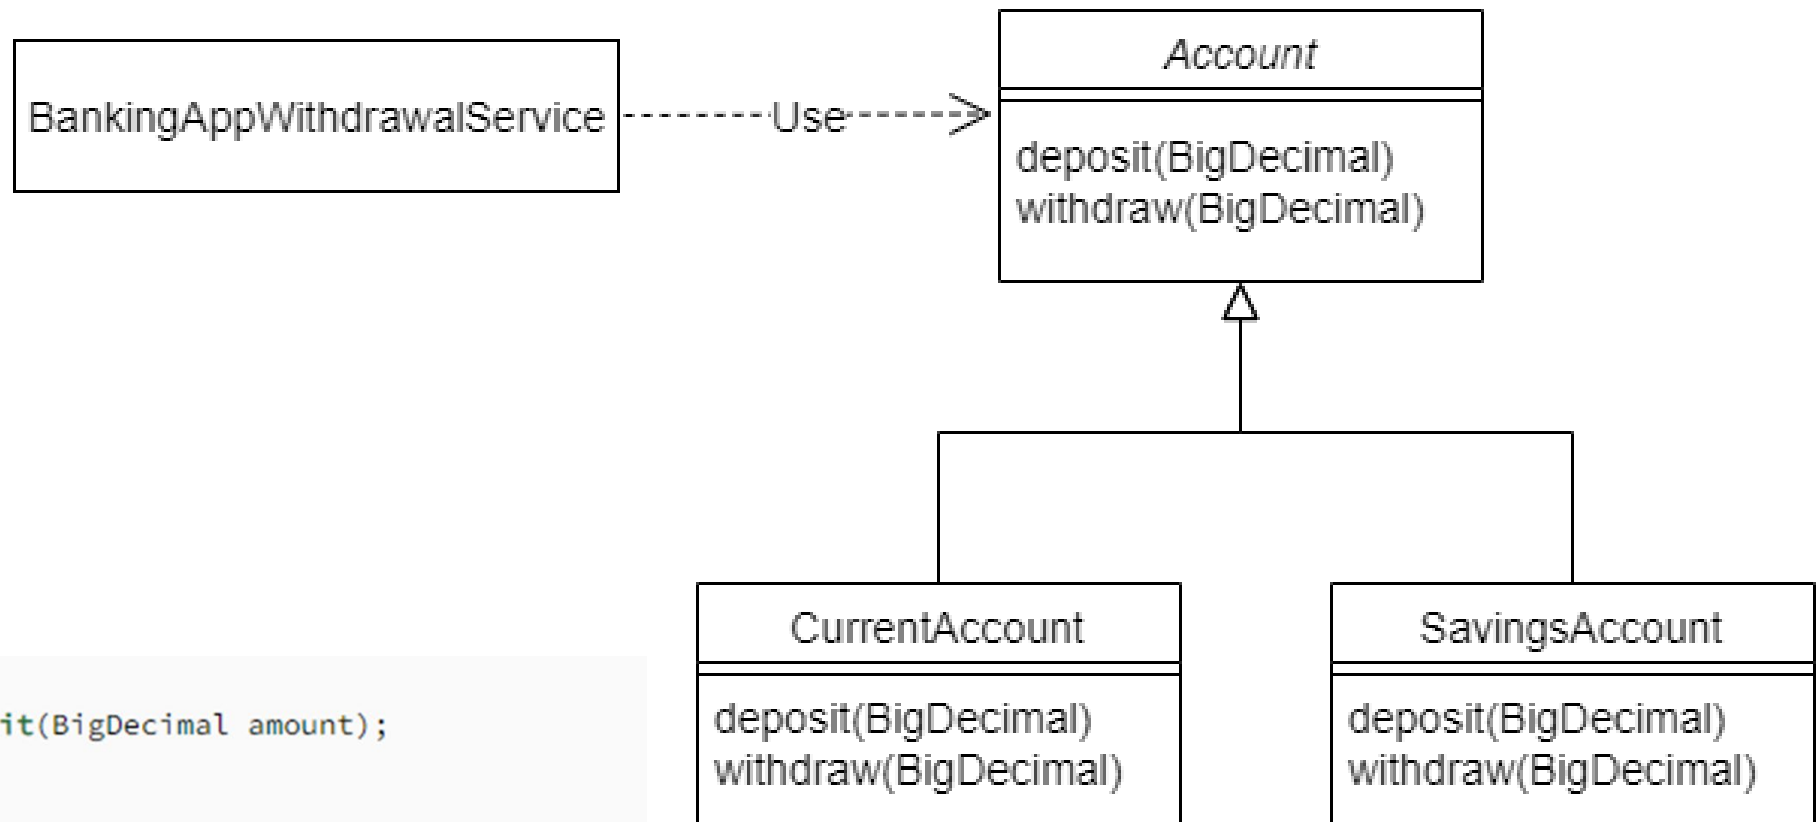 BankingAppWithdrawalService
Use
Account
deposit(BigDecimal)
withdraw(BigDecimal)
CurrentAccount
deposit(BigDecimal)
withdraw(BigDecimal)
SavingsAccount
deposit(BigDecimal)
withdraw(BigDecimal)
it(BigDecimal amount);